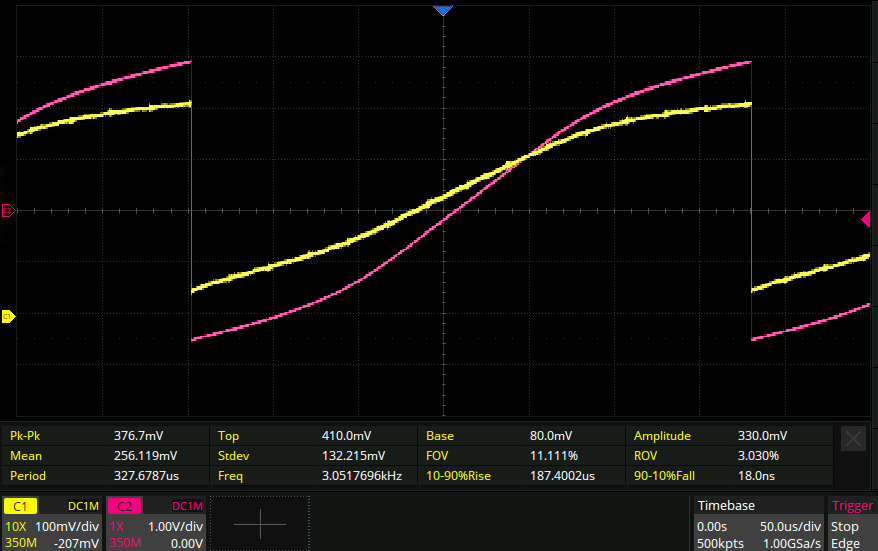 C2
C1
Pk-Pk 376.7mV Top 410.0mV Base 80.0mV Amplitude 330.0mV
Mean 256.119mV Stdev 132.215mV FOV 11.111% ROV 3.030%
Period 327.6787us Freq 3.0517696kHz 10-90%Rise 187.4002us 90-10%Fall 18.0ns
C1 DC1M C2 DC1M Timebase Trigger
10X 100mV/div 1X 1.00V/div 0.00s 50.0us/div Stop
350M -207mV 350M 0.00V 500kpts 1.00GSa/s Edge